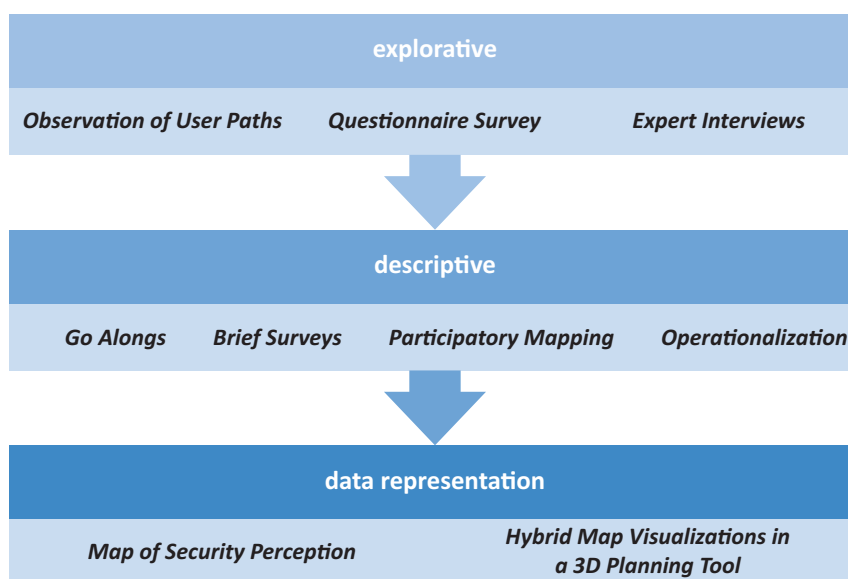 explorative
Observation of User Paths Questionnaire Survey Expert Interviews
descriptive
Go Alongs Brief Surveys Participatory Mapping Operationalization
data representation
Map of Security Perception Hybrid Map Visualizations in
a 3D Planning Tool